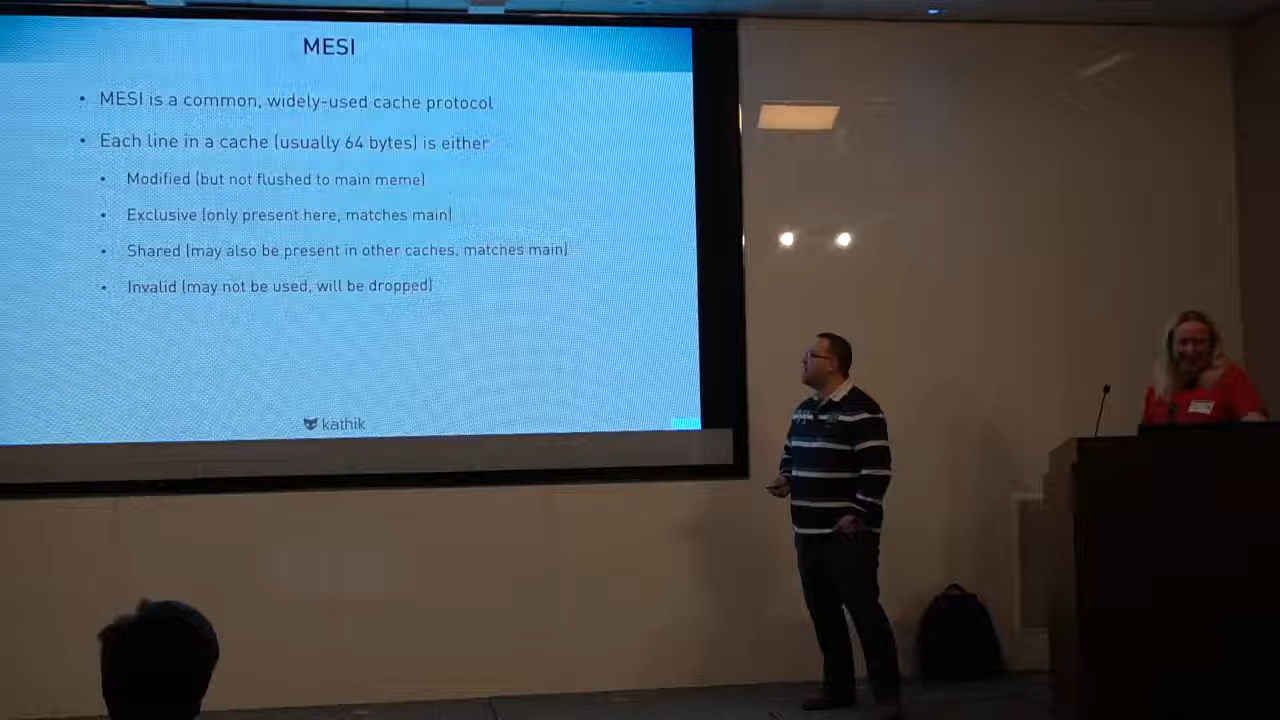 MESI
• MESI is a common, widely-used cache protocol
• Each line in a cache (usually 64 bytes) is either
• Modified (but not flushed to main meme)
• Exclusive (only present here, matches main)
• Shared (may also be present in other caches, matches main)
• Invalid (may not be used, will be dropped)
kathik